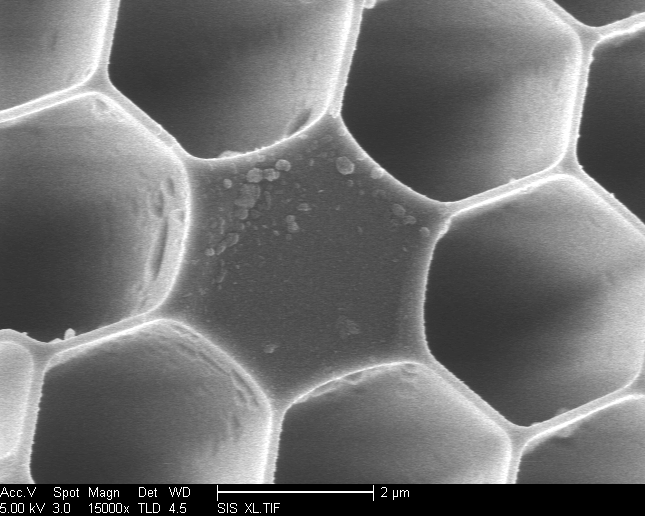 Acc.V Spot Magn Det WD 2 µm
5.00 kV 3.0 15000x TLD 4.5 SIS XL.TIF